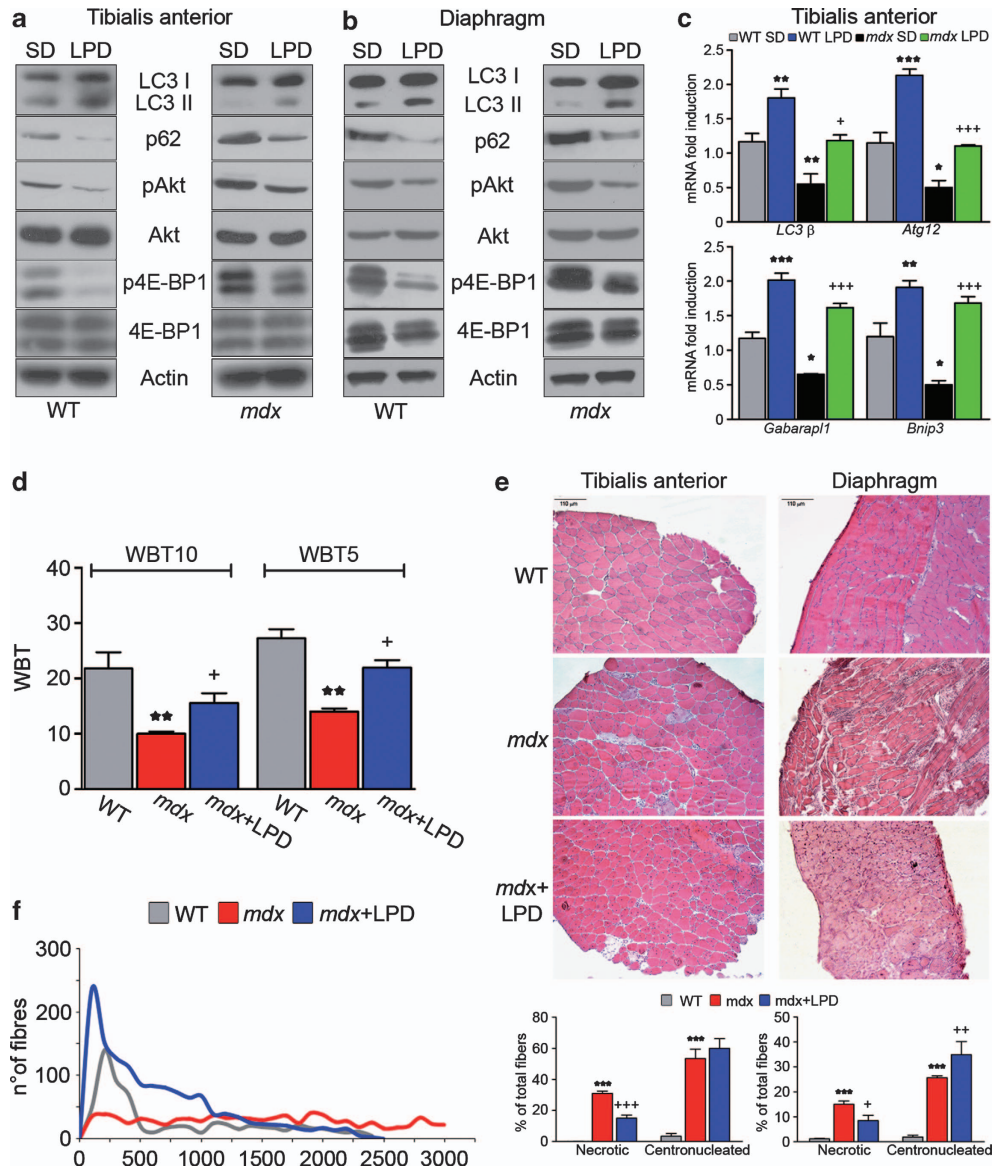 a Tibialis anterior
SD LPD SD LPD
LC3 I
LC3 II
p62
pAkt
Akt
p4E-BP1
4E-BP1
Actin
WT mdx
b Diaphragm
SD LPD SD LPD
LC3 I
LC3 II
p62
pAkt
Akt
p4E-BP1
4E-BP1
Actin
WT mdx
c Tibialis anterior
WT SD WT LPD mdx SD mdx LPD
mRNA fold induction
2.5
2.0
1.5
1.0
0.5
0
** ** + *** * +++
LC3 β Atg12
mRNA fold induction
2.5
2.0
1.5
1.0
0.5
0
*** * +++ ** * +++
Gabarapl1 Bnip3
d
WBT10 WBT5
WBT
40
30
20
10
0
** + ** +
WT mdx mdx+LPD WT mdx mdx+LPD
e Tibialis anterior Diaphragm
110 µm 110 µm
WT
mdx
mdx+
LPD
WT mdx mdx+LPD
% of total fibers
60
40
20
0
*** +++ ***
Necrotic Centronucleated
% of total fibers
50
40
30
20
10
0
*** + *** ++
Necrotic Centronucleated
f WT mdx mdx+LPD
n°of fibres
300
200
100
0
0 500 1000 1500 2000 2500 3000